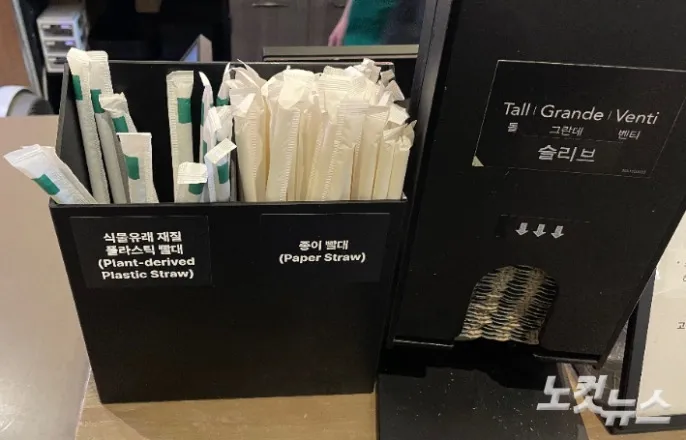 식물유래 재질
플라스틱 빨대
(Plant-derived
Plastic Straw)
종이 빨대
(Paper Straw)
Tall | Grande | Venti
톨 그란데 벤티
슬리브
↓↓↓
고
노컷뉴스